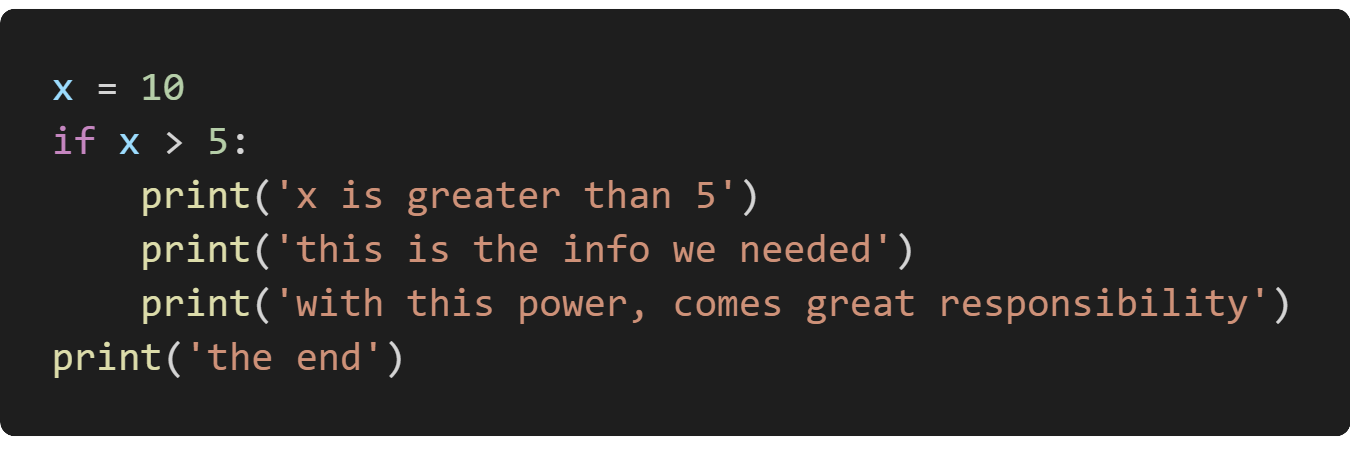 x = 10
if x > 5:
    print('x is greater than 5')
    print('this is the info we needed')
    print('with this power, comes great responsibility')
print('the end')